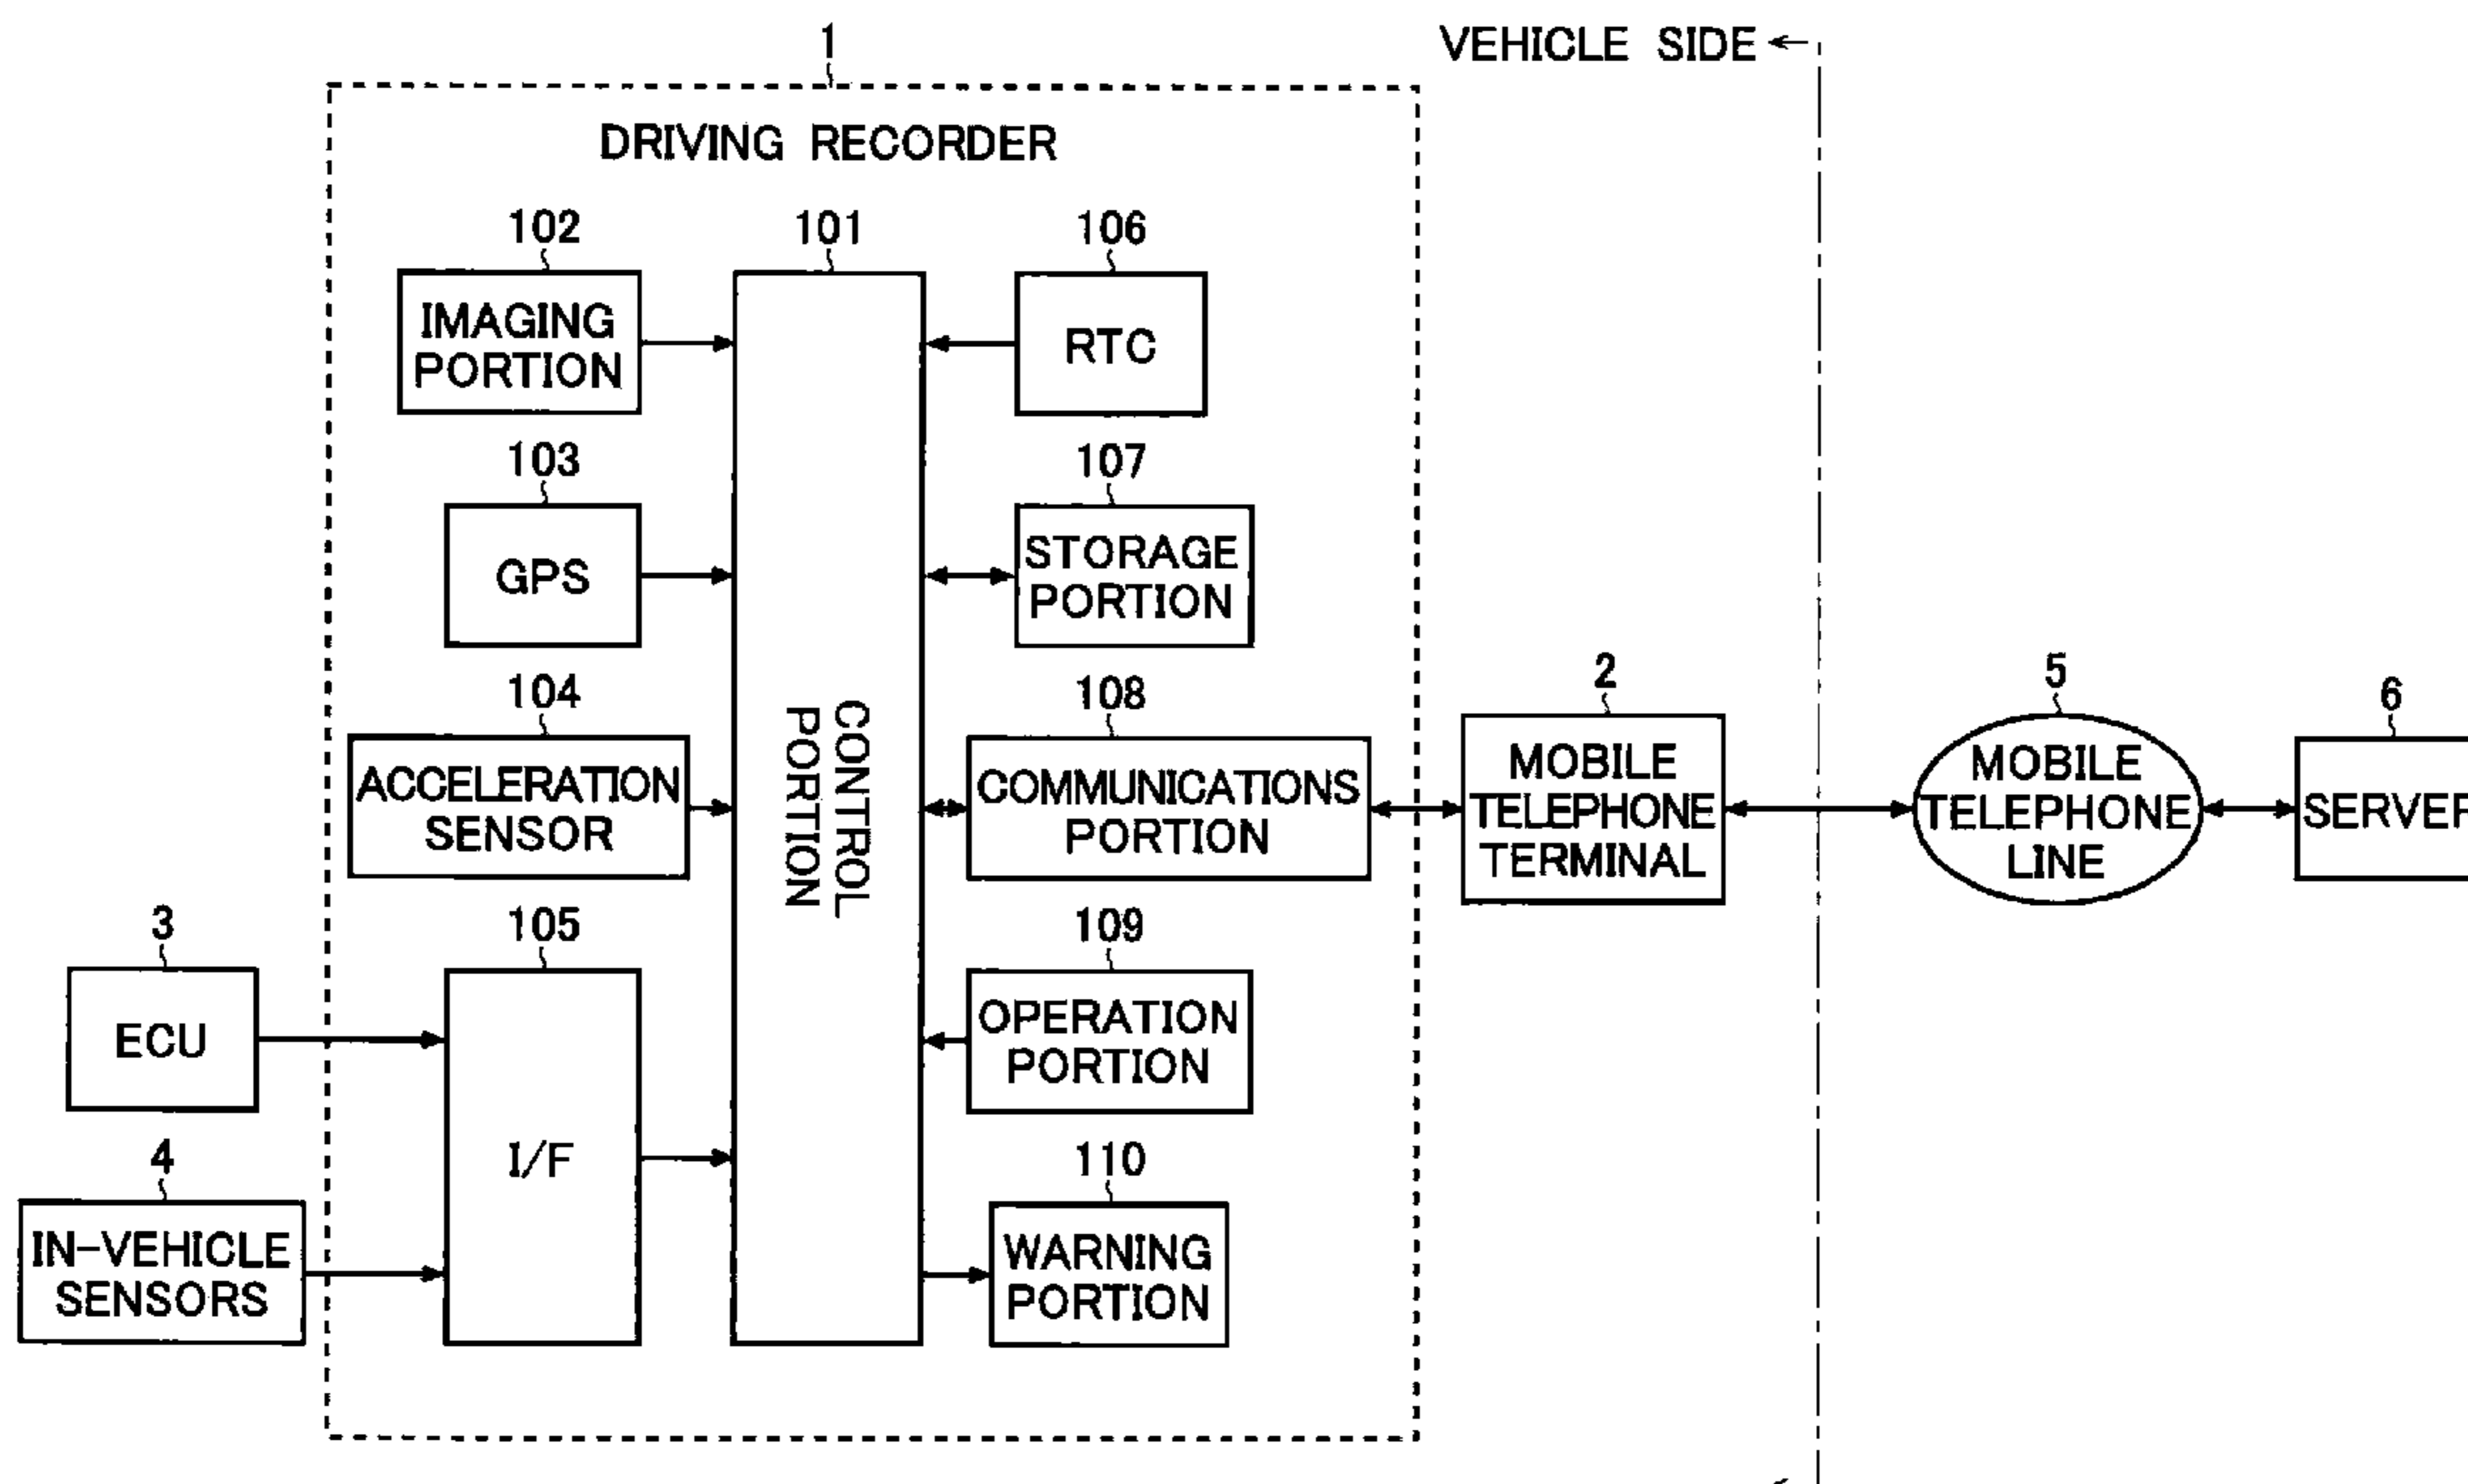 1
VEHICLE SIDE
DRIVING RECORDER
102
101
106
IMAGING
PORTION
RTC
103
107
GPS
STORAGE
PORTION
104
108
2
5
6
ACCELERATION
SENSOR
CONTROL
PORTION
COMMUNICATIONS
PORTION
MOBILE
TELEPHONE
TERMINAL
MOBILE
TELEPHONE
LINE
SERVER
3
105
109
ECU
I/F
OPERATION
PORTION
4
110
IN-VEHICLE
SENSORS
WARNING
PORTION